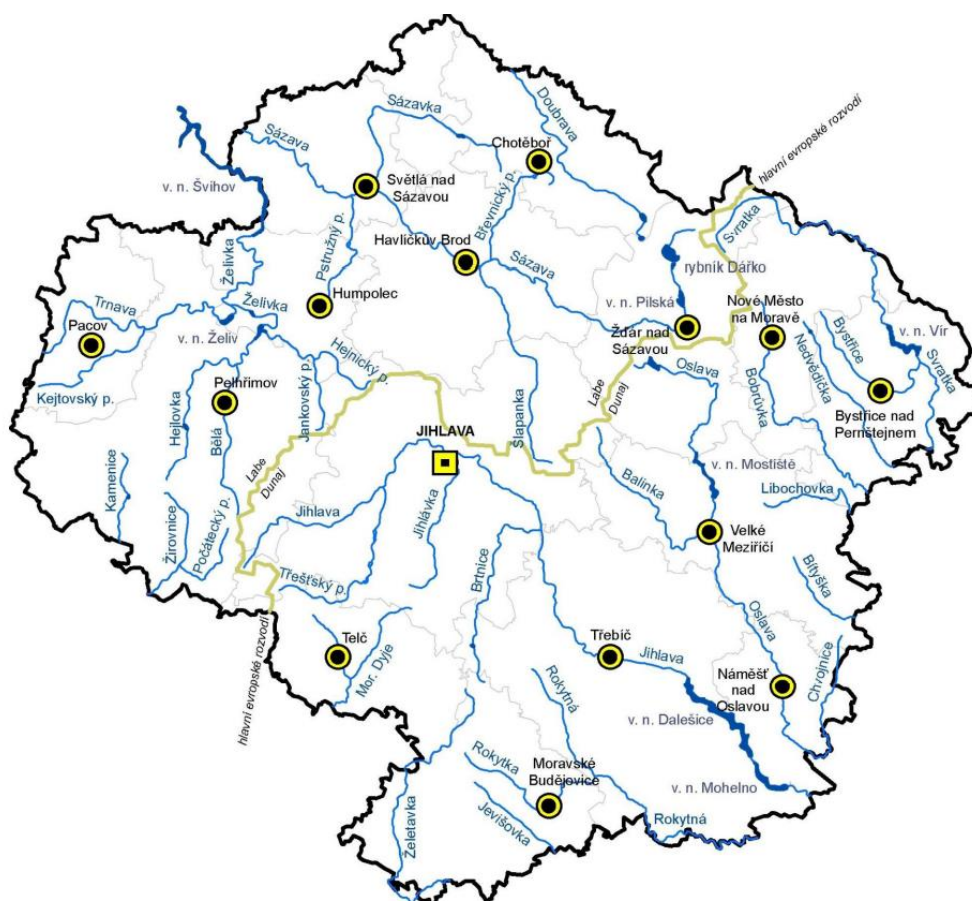 Sázavka
Doubrava
hlavní evropské rozvodí
Sázava
Chotěboř
Světlá nad
Sázavou
v. n. Švihov
Břevnický p.
Svratka
Pstružný p.
Havlíčkův Brod
Želivka
Sázava
rybník Dářko
Želivka
Humpolec
v. n. Pilská
Nové Město
na Moravě
Trnava
Pacov
v. n. Želiv
Žďár nad
Sázavou
Bystřice
v. n. Vír
Hejnický p.
Oslava
Nedvědička
Svratka
Kejtovský p.
Pelhřimov
Jankovský p.
Labe
Dunaj
Bobrůvka
Bystřice nad
Pernštejnem
Hejlovka
Bělá
Slapanka
JIHLAVA
Labe
Dunaj
v. n. Mostiště
Kamenice
Balinka
Libochovka
Jihlava
Jihlávka
Velké
Meziříčí
Žirovnice
Počátecký p.
Třešťský p.
Brtnice
Bítýška
Oslava
hlavní evropské rozvodí
Telč
Mor. Dyje
Třebíč
Jihlava
Chvojnice
Rokytná
Náměšť
nad
Oslavou
v. n. Dalešice
Rokytka
Moravské
Budějovice
v. n. Mohelno
Želetavka
Jevišovka
Rokytná